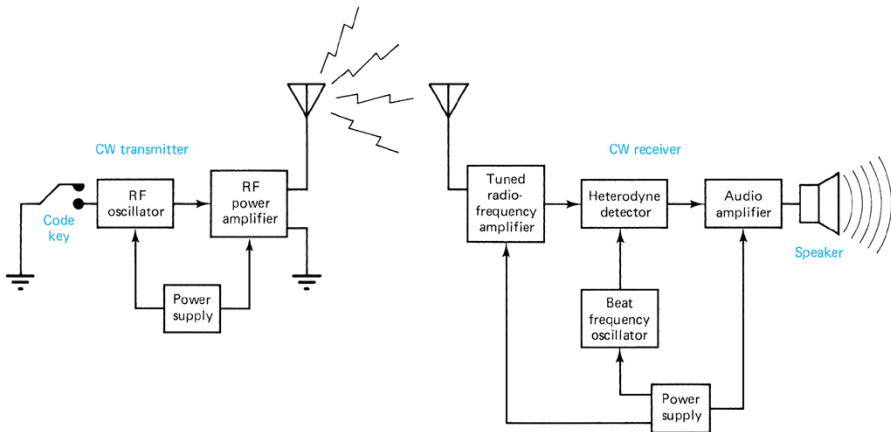 CW transmitter
Code
key
RF
oscillator
RF
power
amplifier
Power
supply
CW receiver
Tuned
radio-
frequency
amplifier
Heterodyne
detector
Audio
amplifier
Speaker
Beat
frequency
oscillator
Power
supply